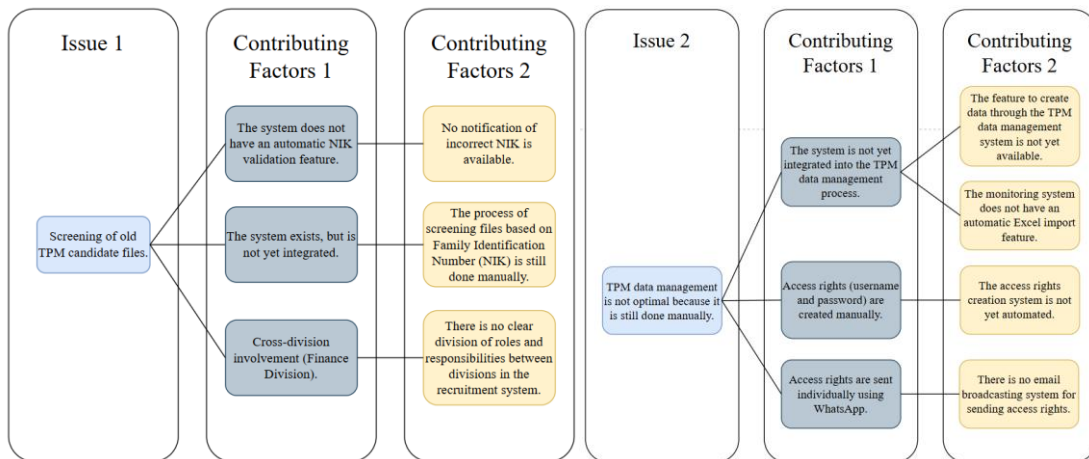 Issue 1
Screening of old
TPM candidate files.
Contributing
Factors 1
The system does not
have an automatic NIK
validation feature.
The system exists, but is
not yet integrated.
Cross-division
involvement (Finance
Division).
Contributing
Factors 2
No notification of
incorrect NIK is
available.
The process of
screening files based on
Family Identification
Number (NIK) is still
done manually.
There is no clear
division of roles and
responsibilities between
divisions in the
recruitment system.
Issue 2
TPM data management
is not optimal because it
is still done manually.
Contributing
Factors 1
The system is not yet
integrated into the TPM
data management
process.
Access rights (username
and password) are
created manually.
Access rights are sent
individually using
WhatsApp.
Contributing
Factors 2
The feature to create
data through the TPM
data management
system is not yet
available.
The monitoring system
does not have an
automatic Excel import
feature.
The access rights
creation system is not
yet automated.
There is no email
broadcasting system for
sending access rights.